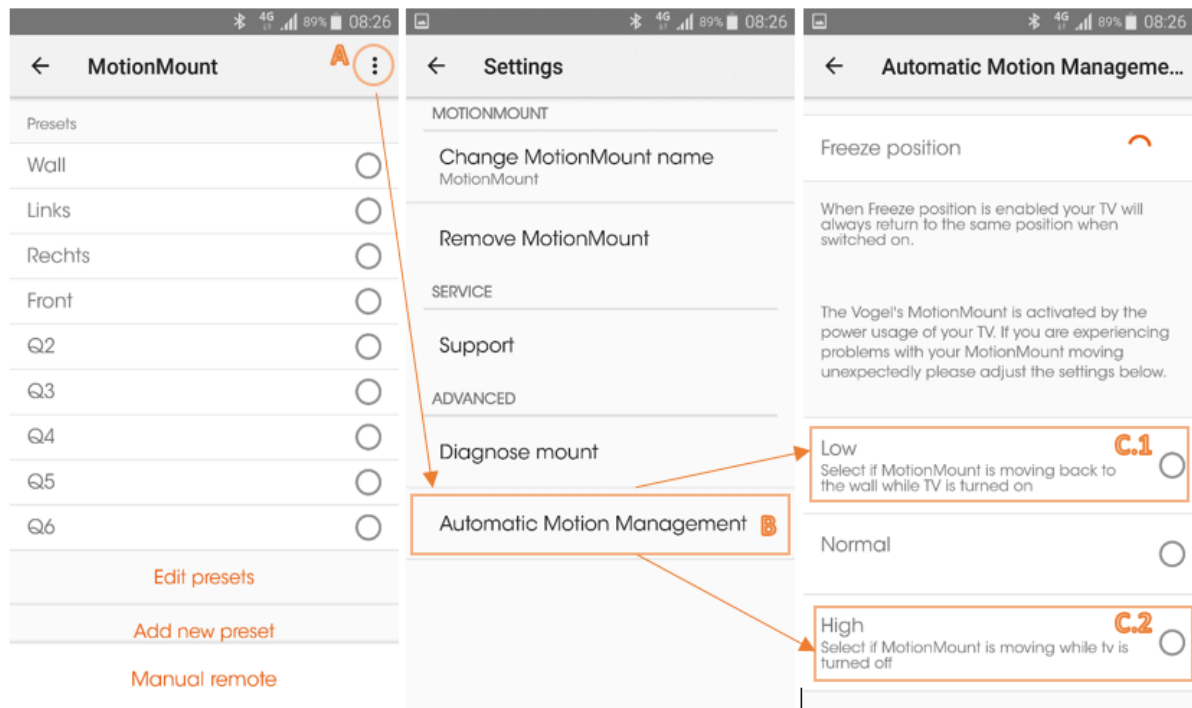 4G 89% 08:26
MotionMount
A
Presets
Wall
Links
Rechts
Front
Q2
Q3
Q4
Q5
Q6
Edit presets
Add new preset
Manual remote
4G 89% 08:26
Settings
MOTIONMOUNT
Change MotionMount name
MotionMount
Remove MotionMount
SERVICE
Support
ADVANCED
Diagnose mount
Automatic Motion Management B
4G 89% 08:26
Automatic Motion Manageme...
Freeze position
When Freeze position is enabled your TV will
always return to the same position when
switched on.
The Vogel's MotionMount is activated by the
power usage of your TV. If you are experiencing
problems with your MotionMount moving
unexpectedly please adjust the settings below.
Low
C.1
Select if MotionMount is moving back to
the wall while TV is turned on
Normal
High
C.2
Select if MotionMount is moving while tv is
turned off